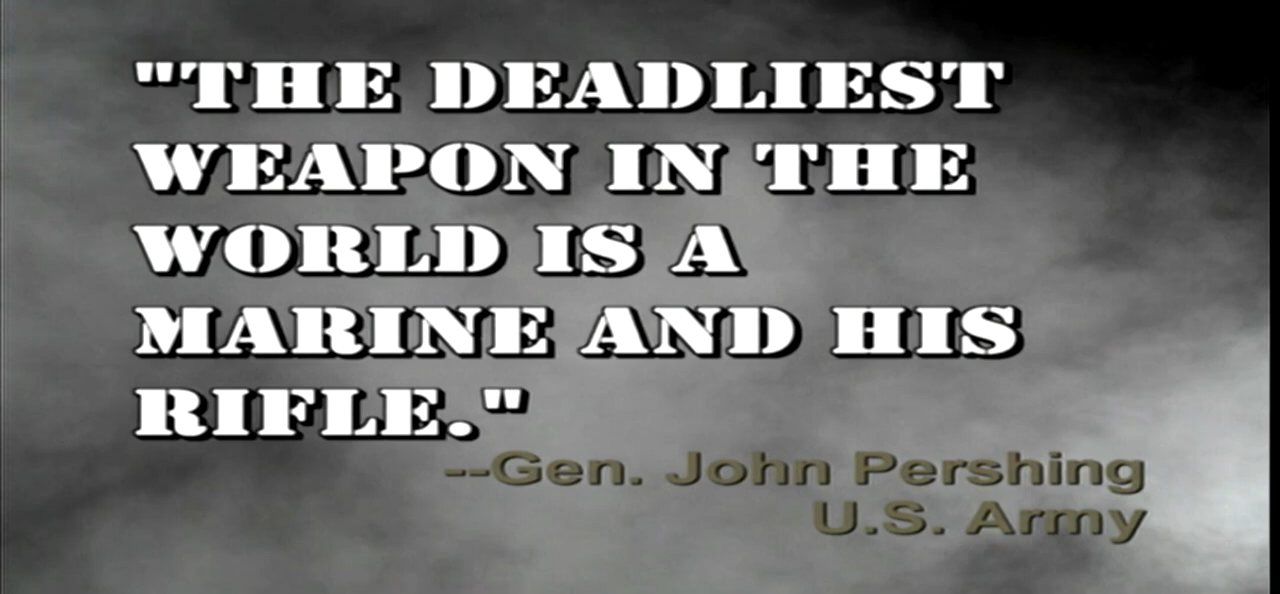 "THE DEADLIEST
WEAPON IN THE
WORLD IS A
MARINE AND HIS
RIFLE."
--Gen. John Pershing
U.S. Army